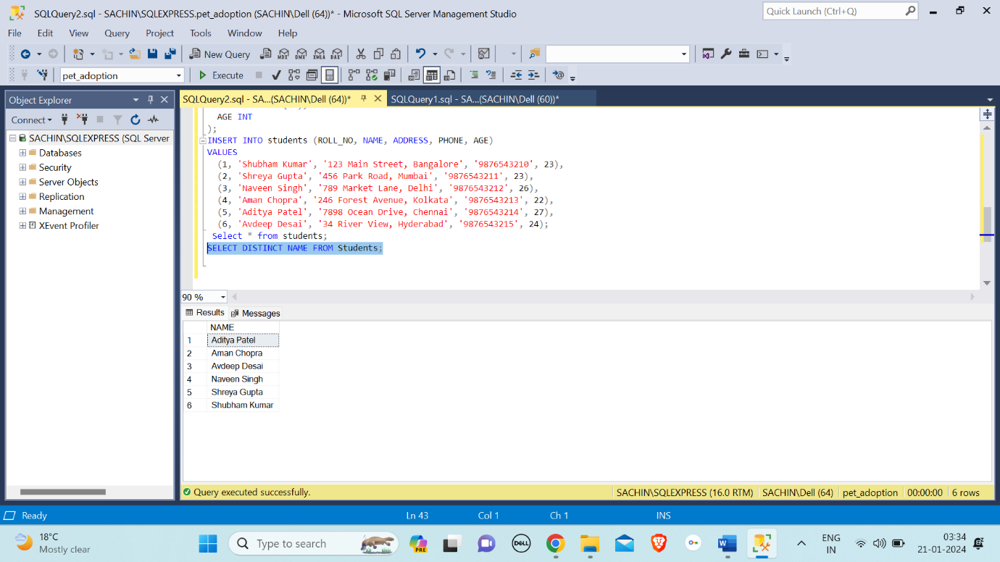 SQLQuery2.sql - SACHIN\SQLEXPRESS.pet_adoption (SACHIN\Dell (64))* - Microsoft SQL Server Management Studio
Quick Launch (Ctrl+Q)
File Edit View Query Project Tools Window Help
New Query MDX DMX XMLA DAX
pet_adoption Execute
Object Explorer
SQLQuery2.sql - SA...(SACHIN\Dell (64))* SQLQuery1.sql - SA...(SACHIN\Dell (60))*
Connect
SACHIN\SQLEXPRESS (SQL Server
Databases
Security
Server Objects
Replication
Management
XEvent Profiler
AGE INT
);
INSERT INTO students (ROLL_NO, NAME, ADDRESS, PHONE, AGE)
VALUES
(1, 'Shubham Kumar', '123 Main Street, Bangalore', '9876543210', 23),
(2, 'Shreya Gupta', '456 Park Road, Mumbai', '9876543211', 23),
(3, 'Naveen Singh', '789 Market Lane, Delhi', '9876543212', 26),
(4, 'Aman Chopra', '246 Forest Avenue, Kolkata', '9876543213', 22),
(5, 'Aditya Patel', '7898 Ocean Drive, Chennai', '9876543214', 27),
(6, 'Avdeep Desai', '34 River View, Hyderabad', '9876543215', 24);
Select * from students;
SELECT DISTINCT NAME FROM Students;
90 %
Results Messages
NAME
1 Aditya Patel
2 Aman Chopra
3 Avdeep Desai
4 Naveen Singh
5 Shreya Gupta
6 Shubham Kumar
Query executed successfully. SACHIN\SQLEXPRESS (16.0 RTM) SACHIN\Dell (64) pet_adoption 00:00:00 6 rows
Ready Ln 43 Col 1 Ch 1 INS
18°C
Mostly clear
Type to search
PRE
DELL
ENG
IN
03:34
21-01-2024